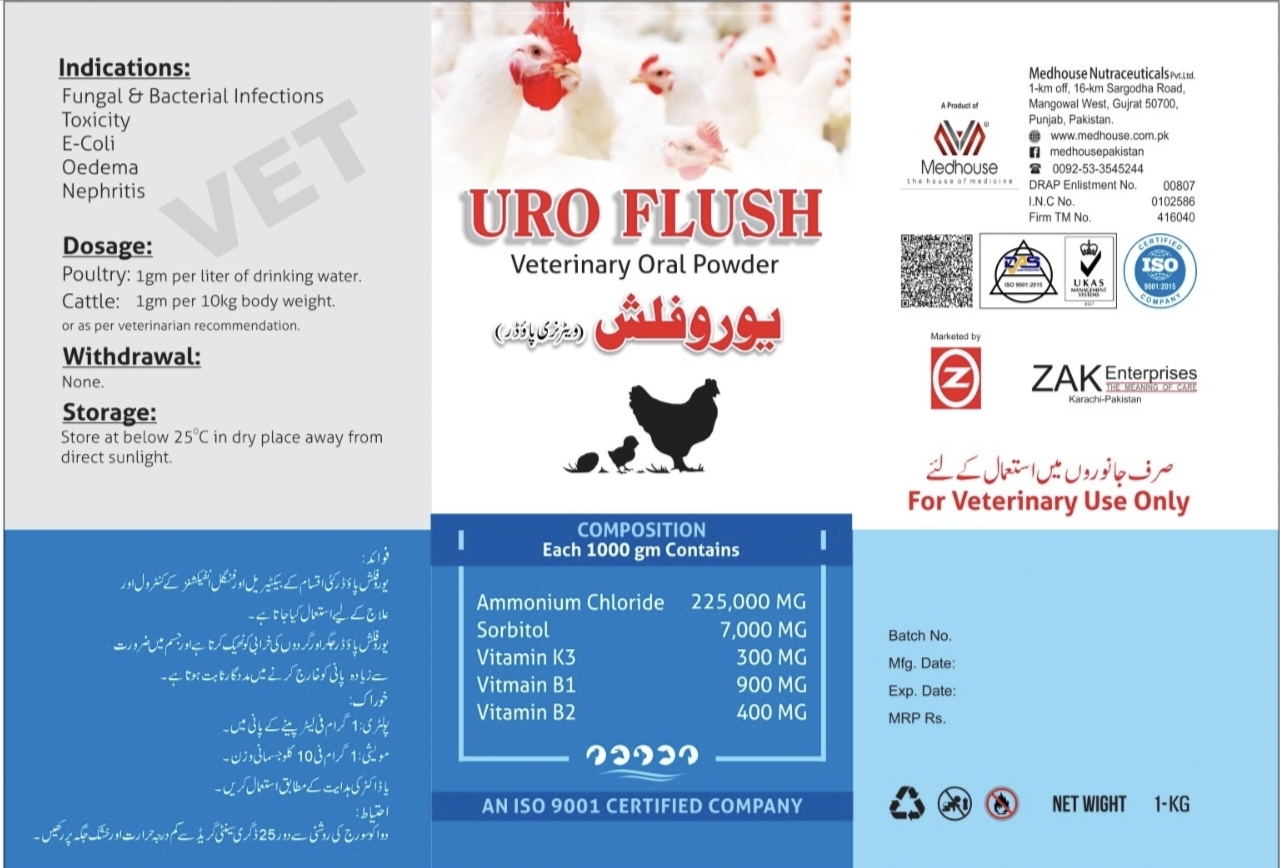 Indications:
Fungal & Bacterial Infections
Toxicity
E-Coli
Oedema
Nephritis
VET
Dosage:
Poultry: 1gm per liter of drinking water.
Cattle: 1gm per 10kg body weight.
or as per veterinarian recommendation.
Withdrawal:
None.
Storage:
Store at below 25°C in dry place away from
direct sunlight.
فوائد:
یوروفلش پاؤڈر کئی اقسام کے بیکٹیریل اور فنگل انفیکشنز کے کنٹرول اور
علاج کے لیے استعمال کیا جاتا ہے۔
یوروفلش پاؤڈر جگر اور گردوں کی خرابی کو ٹھیک کرتا ہے اور جسم میں ضرورت
سے زیادہ پانی کو خارج کرنے میں مددگار ثابت ہوتا ہے۔
خوراک:
پولٹری: 1 گرام فی لیٹر پینے کے پانی میں۔
مویشی: 1 گرام فی 10 کلو جسمانی وزن۔
یا ڈاکٹر کی ہدایت کے مطابق استعمال کریں۔
احتیاط:
دوا کو سورج کی روشنی سے دور 25 ڈگری سینٹی گریڈ سے کم درجہ حرارت اور خشک جگہ پر رکھیں۔
URO FLUSH
Veterinary Oral Powder
یوروفلش (ویٹرنری پاؤڈر)
COMPOSITION
Each 1000 gm Contains
Ammonium Chloride 225,000 MG
Sorbitol 7,000 MG
Vitamin K3 300 MG
Vitmain B1 900 MG
Vitamin B2 400 MG
AN ISO 9001 CERTIFIED COMPANY
A Product of
Medhouse
the house of medicine
Medhouse Nutraceuticals Pvt.Ltd.
1-km off, 16-km Sargodha Road,
Mangowal West, Gujrat 50700,
Punjab, Pakistan.
www.medhouse.com.pk
medhousepakistan
0092-53-3545244
DRAP Enlistment No. 00807
I.N.C No. 0102586
Firm TM No. 416040
ISO 9001:2015
UKAS
MANAGEMENT
SYSTEMS
CERTIFIED
ISO
9001:2015
COMPANY
Marketed by
Z
ZAK Enterprises
THE MEANING OF CARE
Karachi-Pakistan
صرف جانوروں میں استعمال کے لئے
For Veterinary Use Only
Batch No.
Mfg. Date:
Exp. Date:
MRP Rs.
NET WIGHT 1-KG